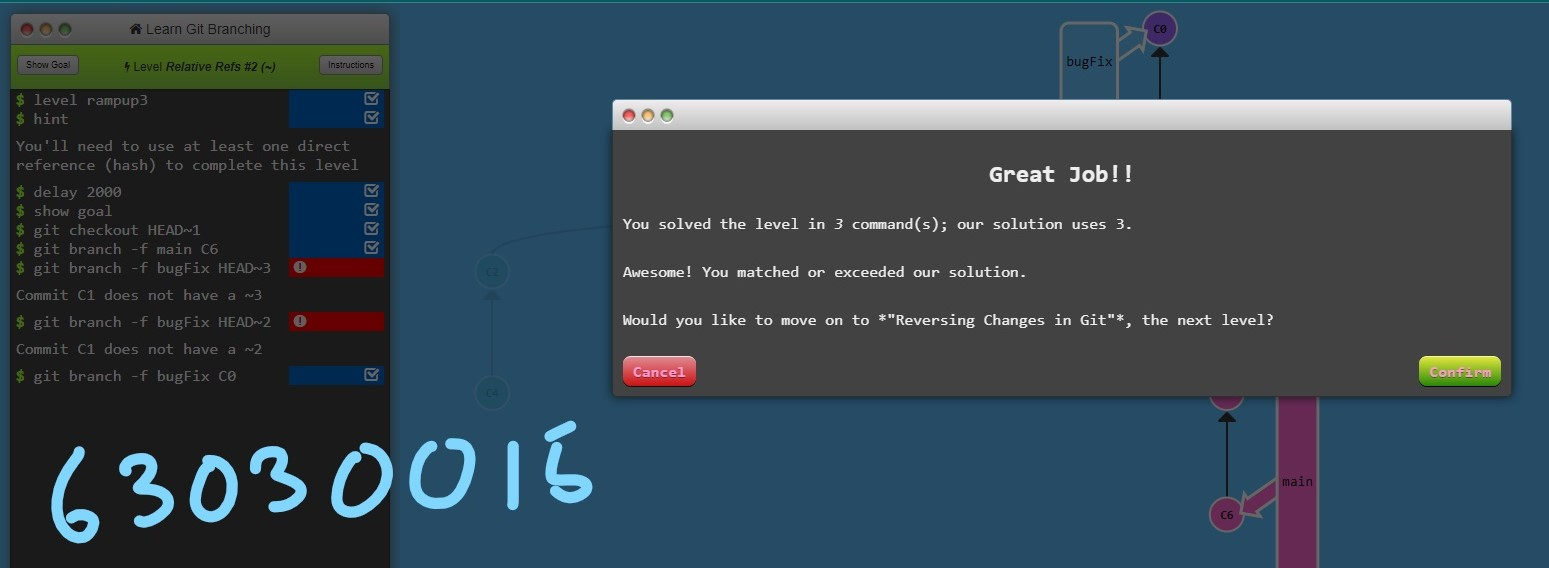 Learn Git Branching
Show Goal
Level Relative Refs #2 (~)
Instructions
$ level rampup3
$ hint
You'll need to use at least one direct
reference (hash) to complete this level
$ delay 2000
$ show goal
$ git checkout HEAD~1
$ git branch -f main C6
$ git branch -f bugFix HEAD~3
Commit C1 does not have a ~3
$ git branch -f bugFix HEAD~2
Commit C1 does not have a ~2
$ git branch -f bugFix C0
C0
bugFix
Great Job!!
You solved the level in 3 command(s); our solution uses 3.
Awesome! You matched or exceeded our solution.
Would you like to move on to *"Reversing Changes in Git"*, the next level?
Cancel
Confirm
C2
C4
main
C6
63030015